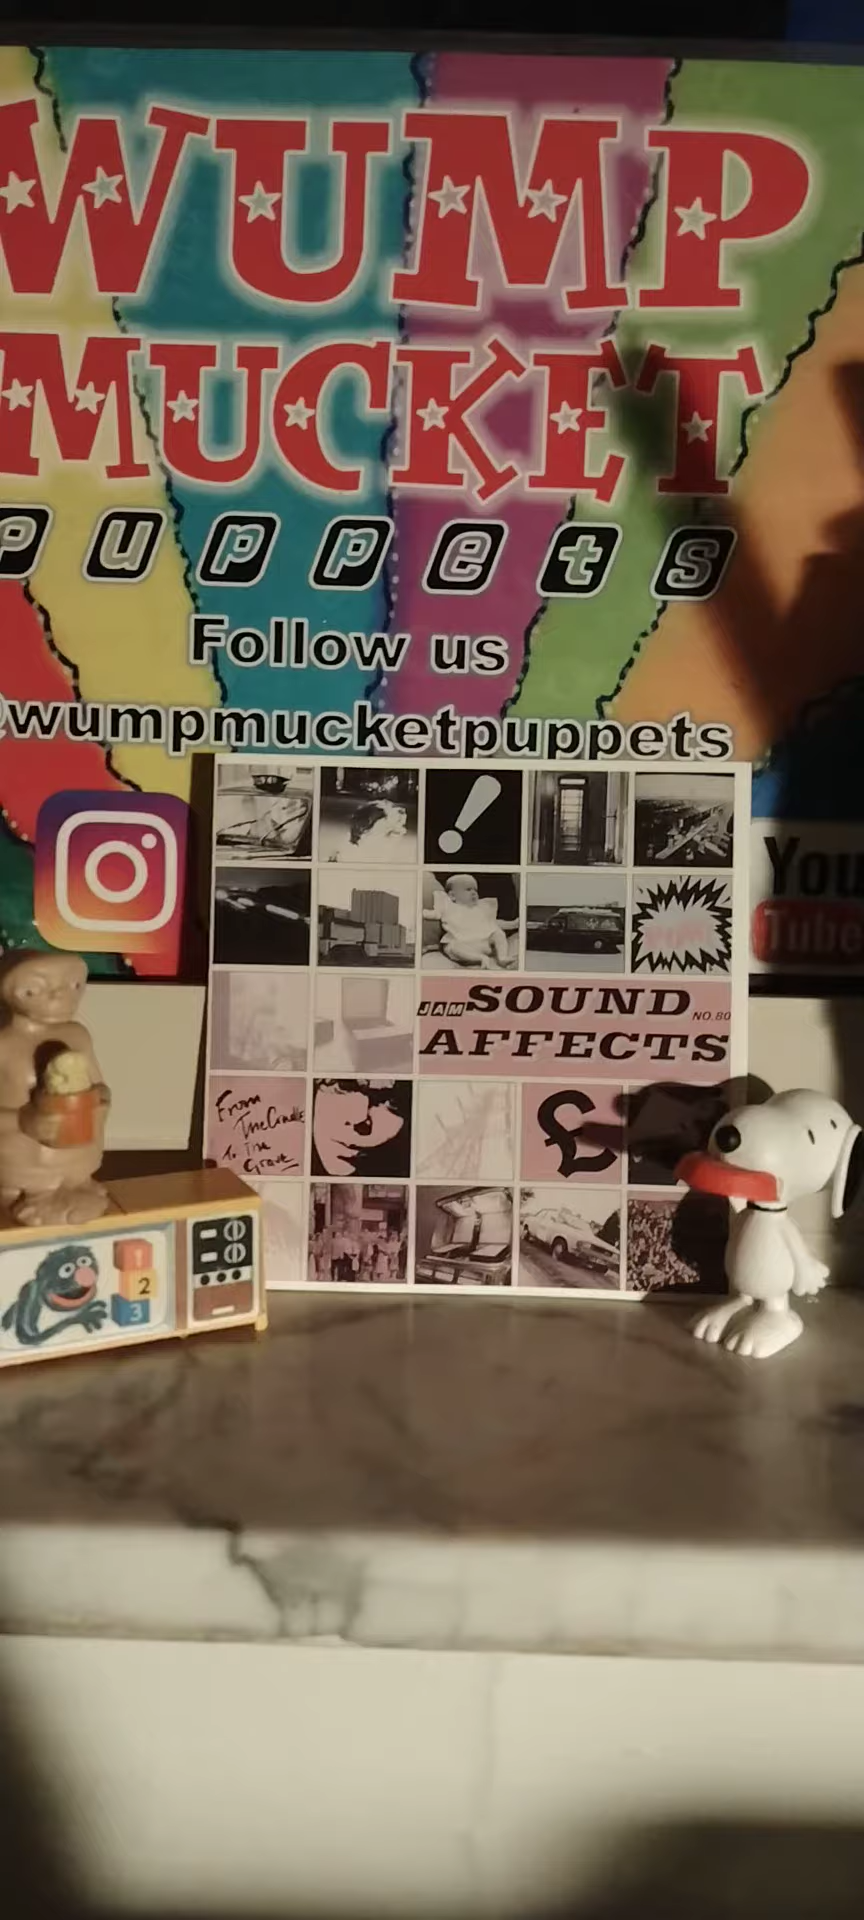 WUMP
MUCKET
puppets
Follow us
@wumpmucketpuppets
!
You
Tube
JAM SOUND NO.80
AFFECTS
From
The Cradle
To The
Grave
£
1
2
3